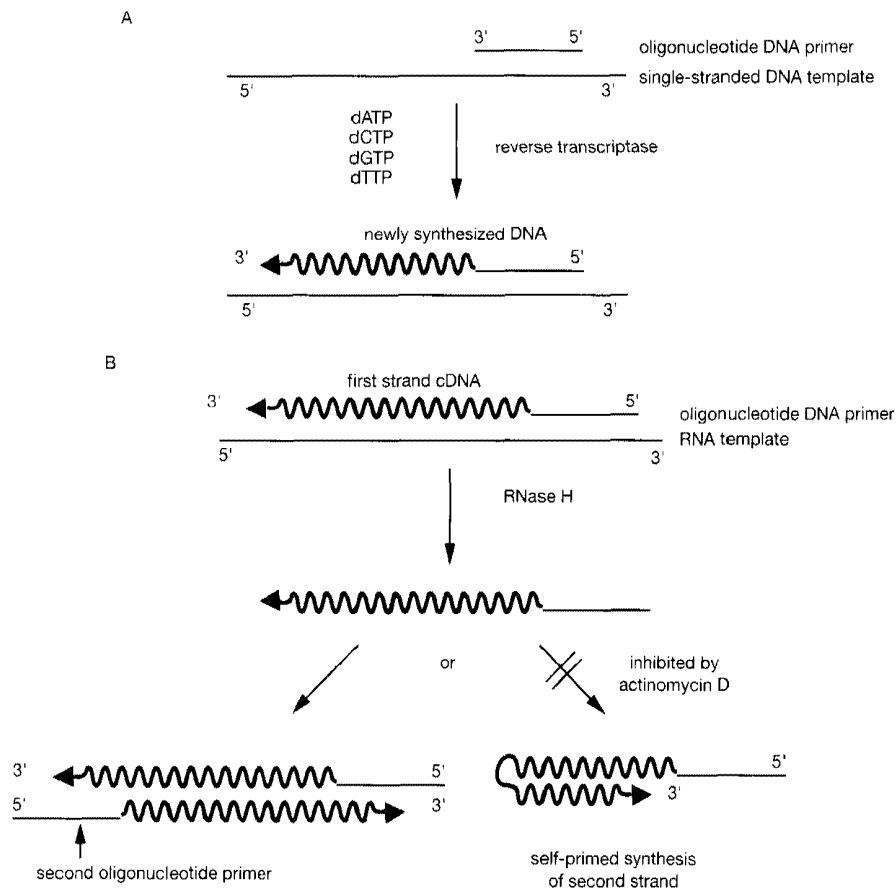 A
3' 5'
oligonucleotide DNA primer
single-stranded DNA template
5' 3'
dATP
dCTP
dGTP
dTTP
reverse transcriptase
newly synthesized DNA
3' 5'
5' 3'
B
first strand cDNA
3' 5'
oligonucleotide DNA primer
RNA template
5' 3'
RNase H
or
inhibited by
actinomycin D
3' 5'
5' 3'
second oligonucleotide primer
5'
3'
self-primed synthesis
of second strand